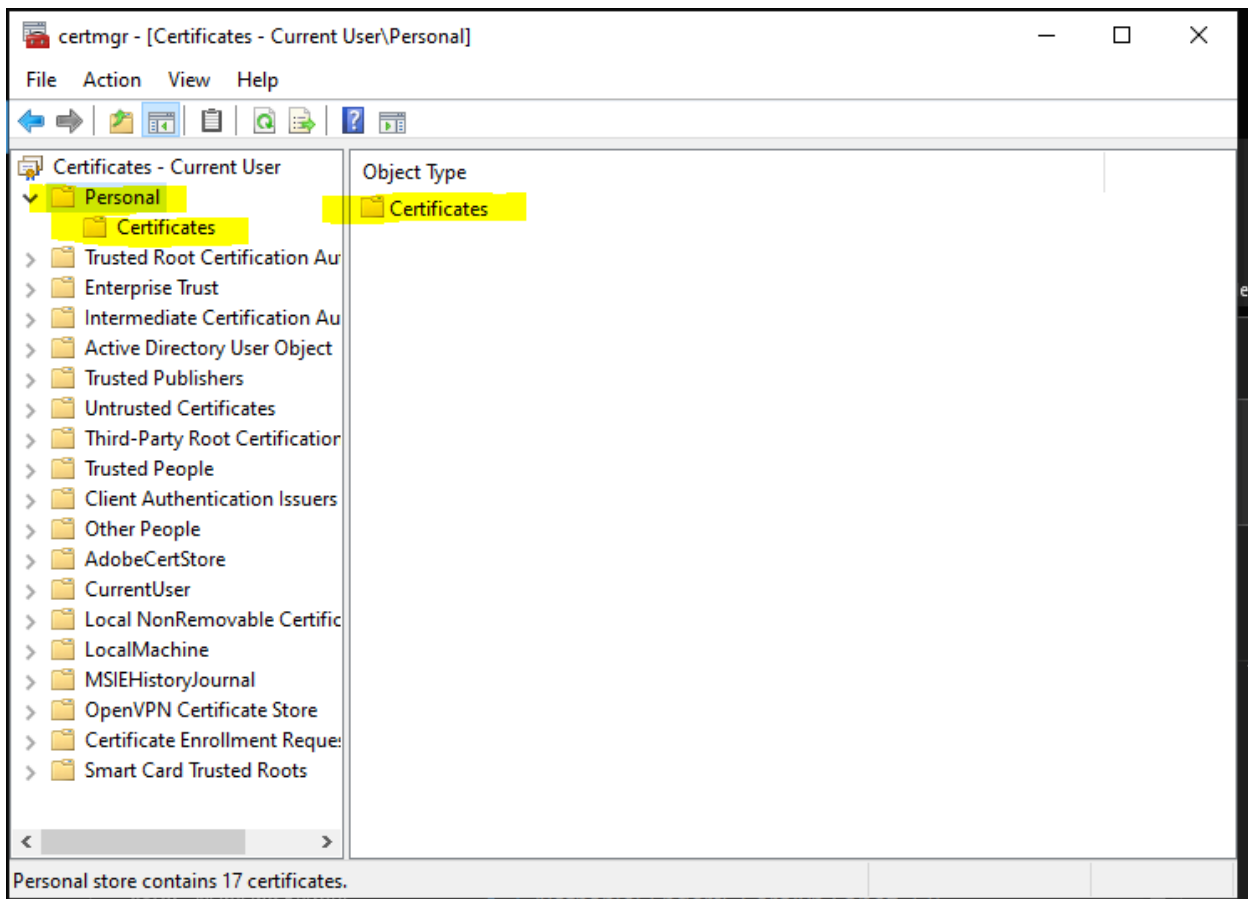 certmgr - [Certificates - Current User\Personal]
File Action View Help
Certificates - Current User
Personal
Certificates
Trusted Root Certification Au
Enterprise Trust
Intermediate Certification Au
Active Directory User Object
Trusted Publishers
Untrusted Certificates
Third-Party Root Certification
Trusted People
Client Authentication Issuers
Other People
AdobeCertStore
CurrentUser
Local NonRemovable Certific
LocalMachine
MSIEHistoryJournal
OpenVPN Certificate Store
Certificate Enrollment Reque
Smart Card Trusted Roots
Object Type
Certificates
Personal store contains 17 certificates.